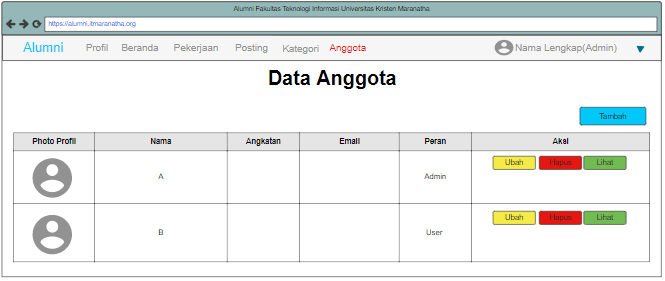 Alumni Fakultas Teknologi Informasi Universitas Kristen Maranatha
https://alumni.itmaranatha.org
Alumni Profil Beranda Pekerjaan Posting Kategori Anggota Nama Lengkap(Admin)
Data Anggota
Tambah
Photo Profil Nama Angkatan Email Peran Aksi
A Admin Ubah Hapus Lihat
B User Ubah Hapus Lihat